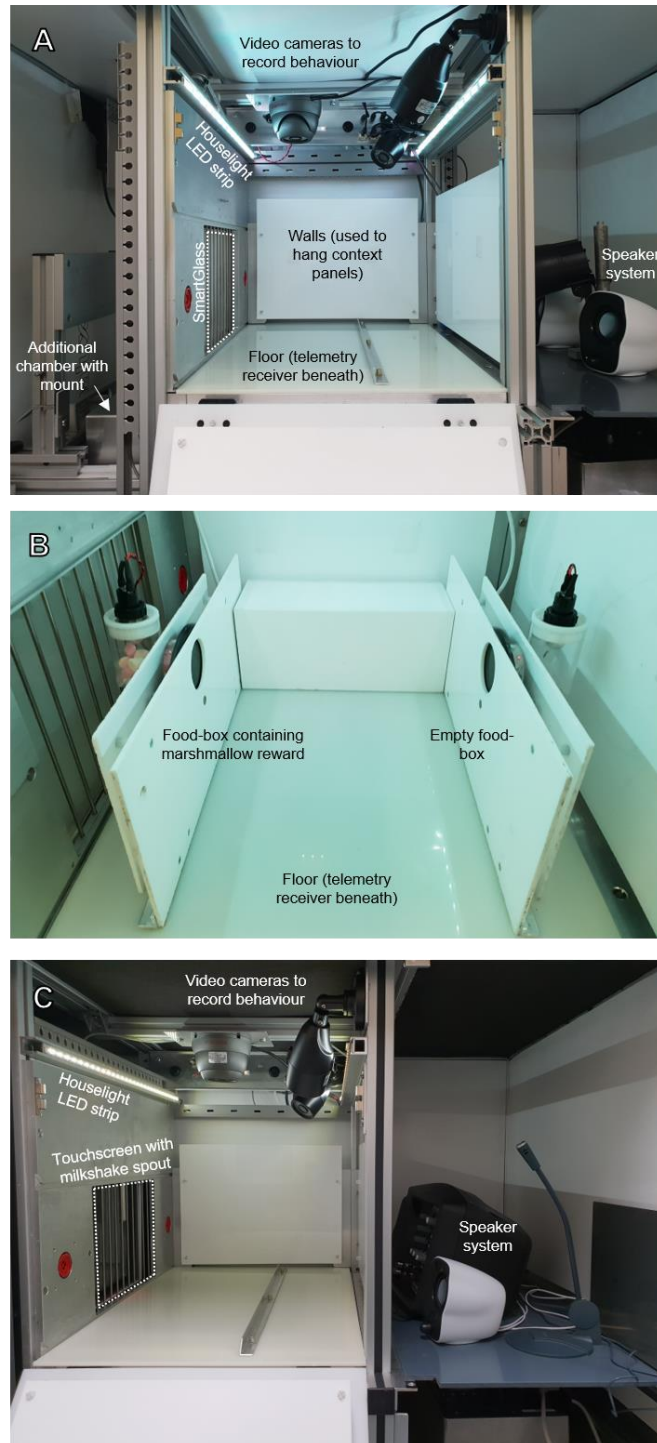 A
Video cameras to
record behaviour
Houselight
LED strip
SmartGlass
Walls (used to
hang context
panels)
Speaker
system
Additional
chamber with
mount
Floor (telemetry
receiver beneath)
B
Food-box containing
marshmallow reward
Empty food-
box
Floor (telemetry
receiver beneath)
C
Video cameras to
record behaviour
Houselight
LED strip
Touchscreen with
milkshake spout
Speaker
system